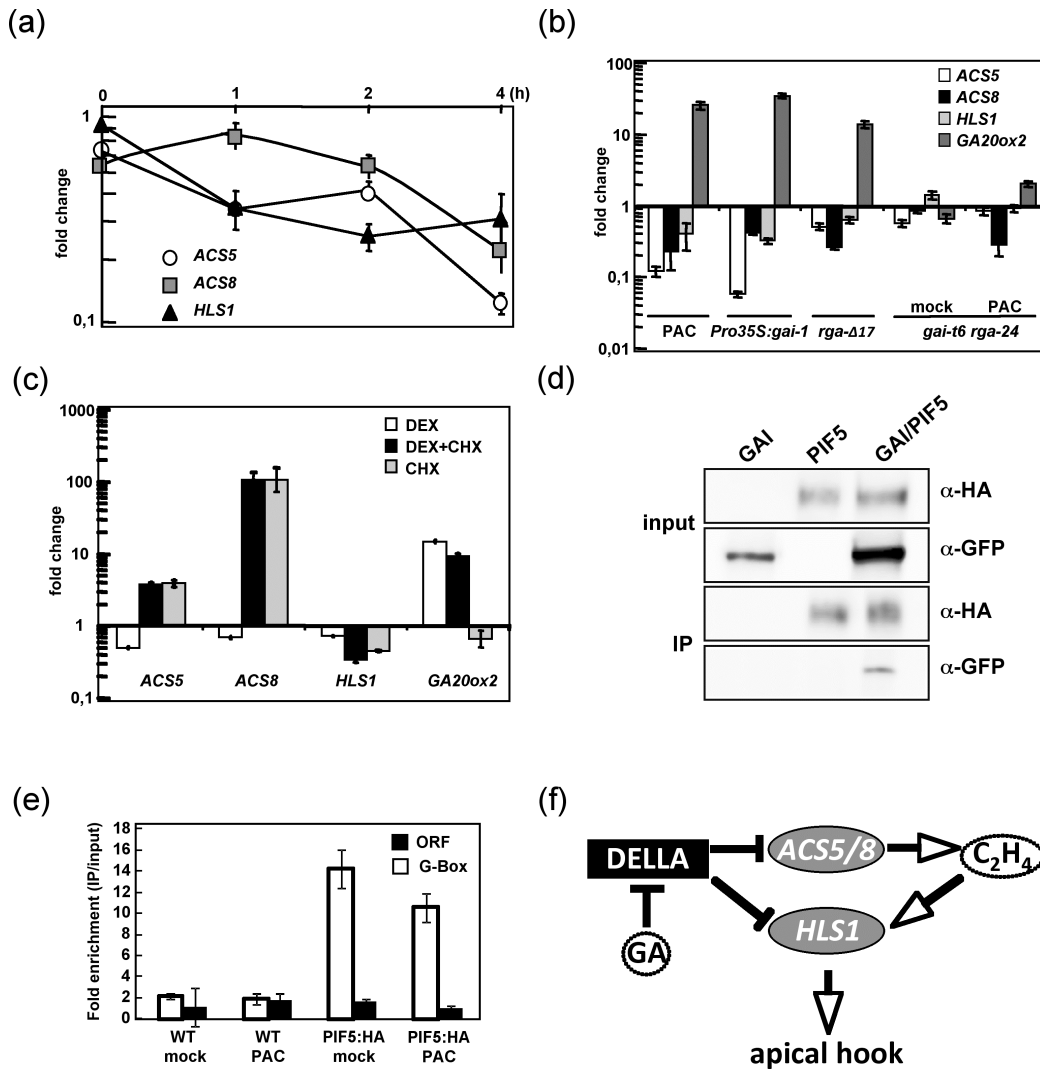 (a)
0 1 2 4 (h)
1
0,1
fold change
ACS5
ACS8
HLS1
(b)
100
10
1
0,1
0,01
fold change
ACS5
ACS8
HLS1
GA20ox2
mock PAC
PAC Pro35S:gai-1 rga-Δ17 gai-t6 rga-24
(c)
1000
100
10
1
0,1
fold change
DEX
DEX+CHX
CHX
ACS5 ACS8 HLS1 GA20ox2
(d)
GAI PIF5 GAI/PIF5
input
α-HA
α-GFP
IP
α-HA
α-GFP
(e)
Fold enrichment (IP/input)
18
16
14
12
10
8
6
4
2
0
ORF
G-Box
WT WT PIF5:HA PIF5:HA
mock PAC mock PAC
(f)
DELLA
ACS5/8
C2H4
GA
HLS1
apical hook